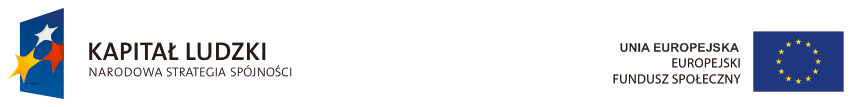 KAPITAŁ LUDZKI
NARODOWA STRATEGIA SPÓJNOŚCI
UNIA EUROPEJSKA
EUROPEJSKI
FUNDUSZ SPOŁECZNY